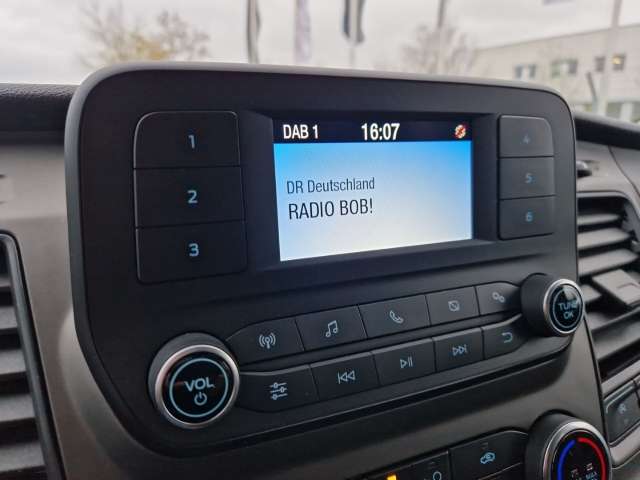 DAB 1 16:07
DR Deutschland
RADIO BOB!
1
2
3
4
5
6
VOL
TUNE
OK